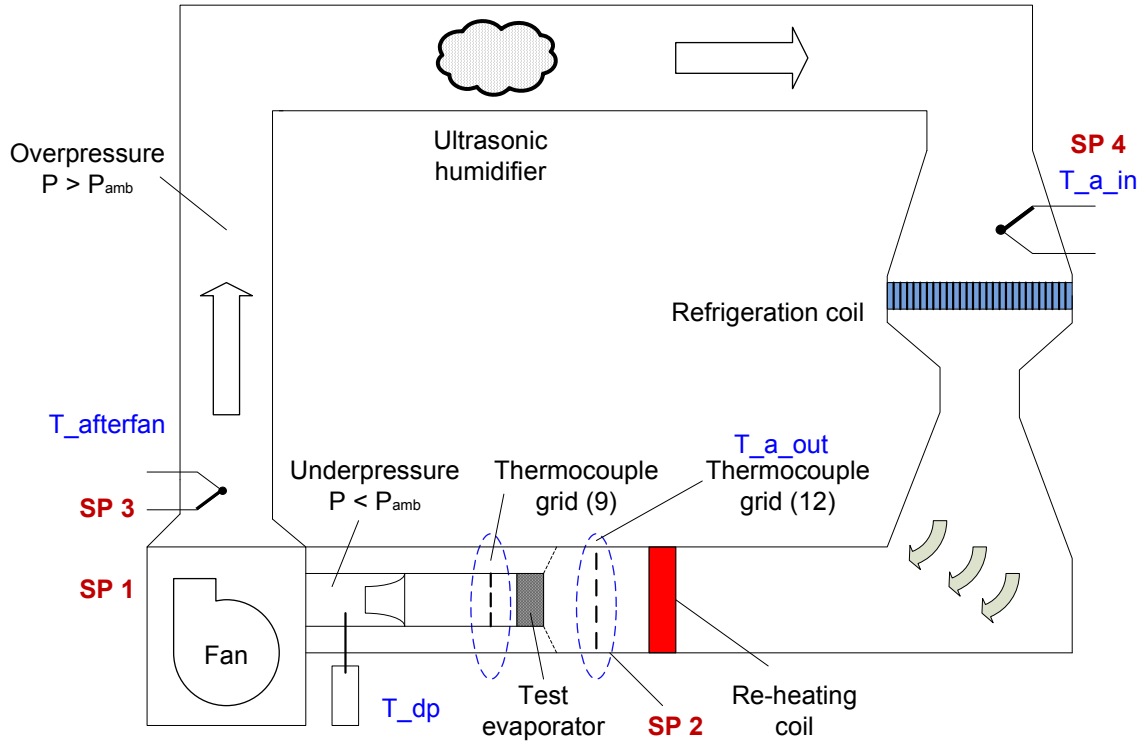 Ultrasonic
humidifier
Overpressure
P > Pamb
SP 4
T_a_in
Refrigeration coil
T_afterfan
SP 3
Underpressure
P < Pamb
Thermocouple
grid (9)
T_a_out
Thermocouple
grid (12)
SP 1
Fan
T_dp
Test
evaporator
SP 2
Re-heating
coil